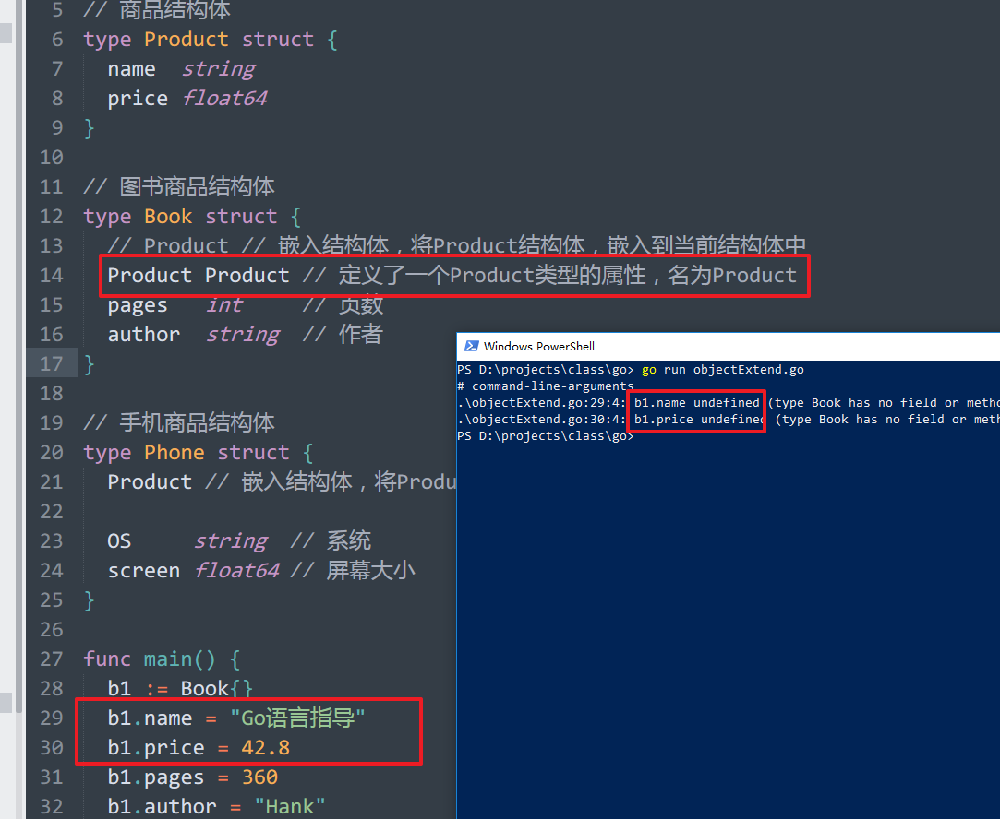 5 // 商品结构体
6 type Product struct {
7 name string
8 price float64
9 }
10
11 // 图书商品结构体
12 type Book struct {
13 // Product // 嵌入结构体，将Product结构体，嵌入到当前结构体中
14 Product Product // 定义了一个Product类型的属性，名为Product
15 pages int // 页数
16 author string // 作者
17 }
18
19 // 手机商品结构体
20 type Phone struct {
21 Product // 嵌入结构体，将Produ
22
23 OS string // 系统
24 screen float64 // 屏幕大小
25 }
26
27 func main() {
28 b1 := Book{}
29 b1.name = "Go语言指导"
30 b1.price = 42.8
31 b1.pages = 360
32 b1.author = "Hank"
Windows PowerShell
PS D:\projects\class\go> go run objectExtend.go
# command-line-arguments
.\objectExtend.go:29:4: b1.name undefined (type Book has no field or metho
.\objectExtend.go:30:4: b1.price undefined (type Book has no field or meth
PS D:\projects\class\go>